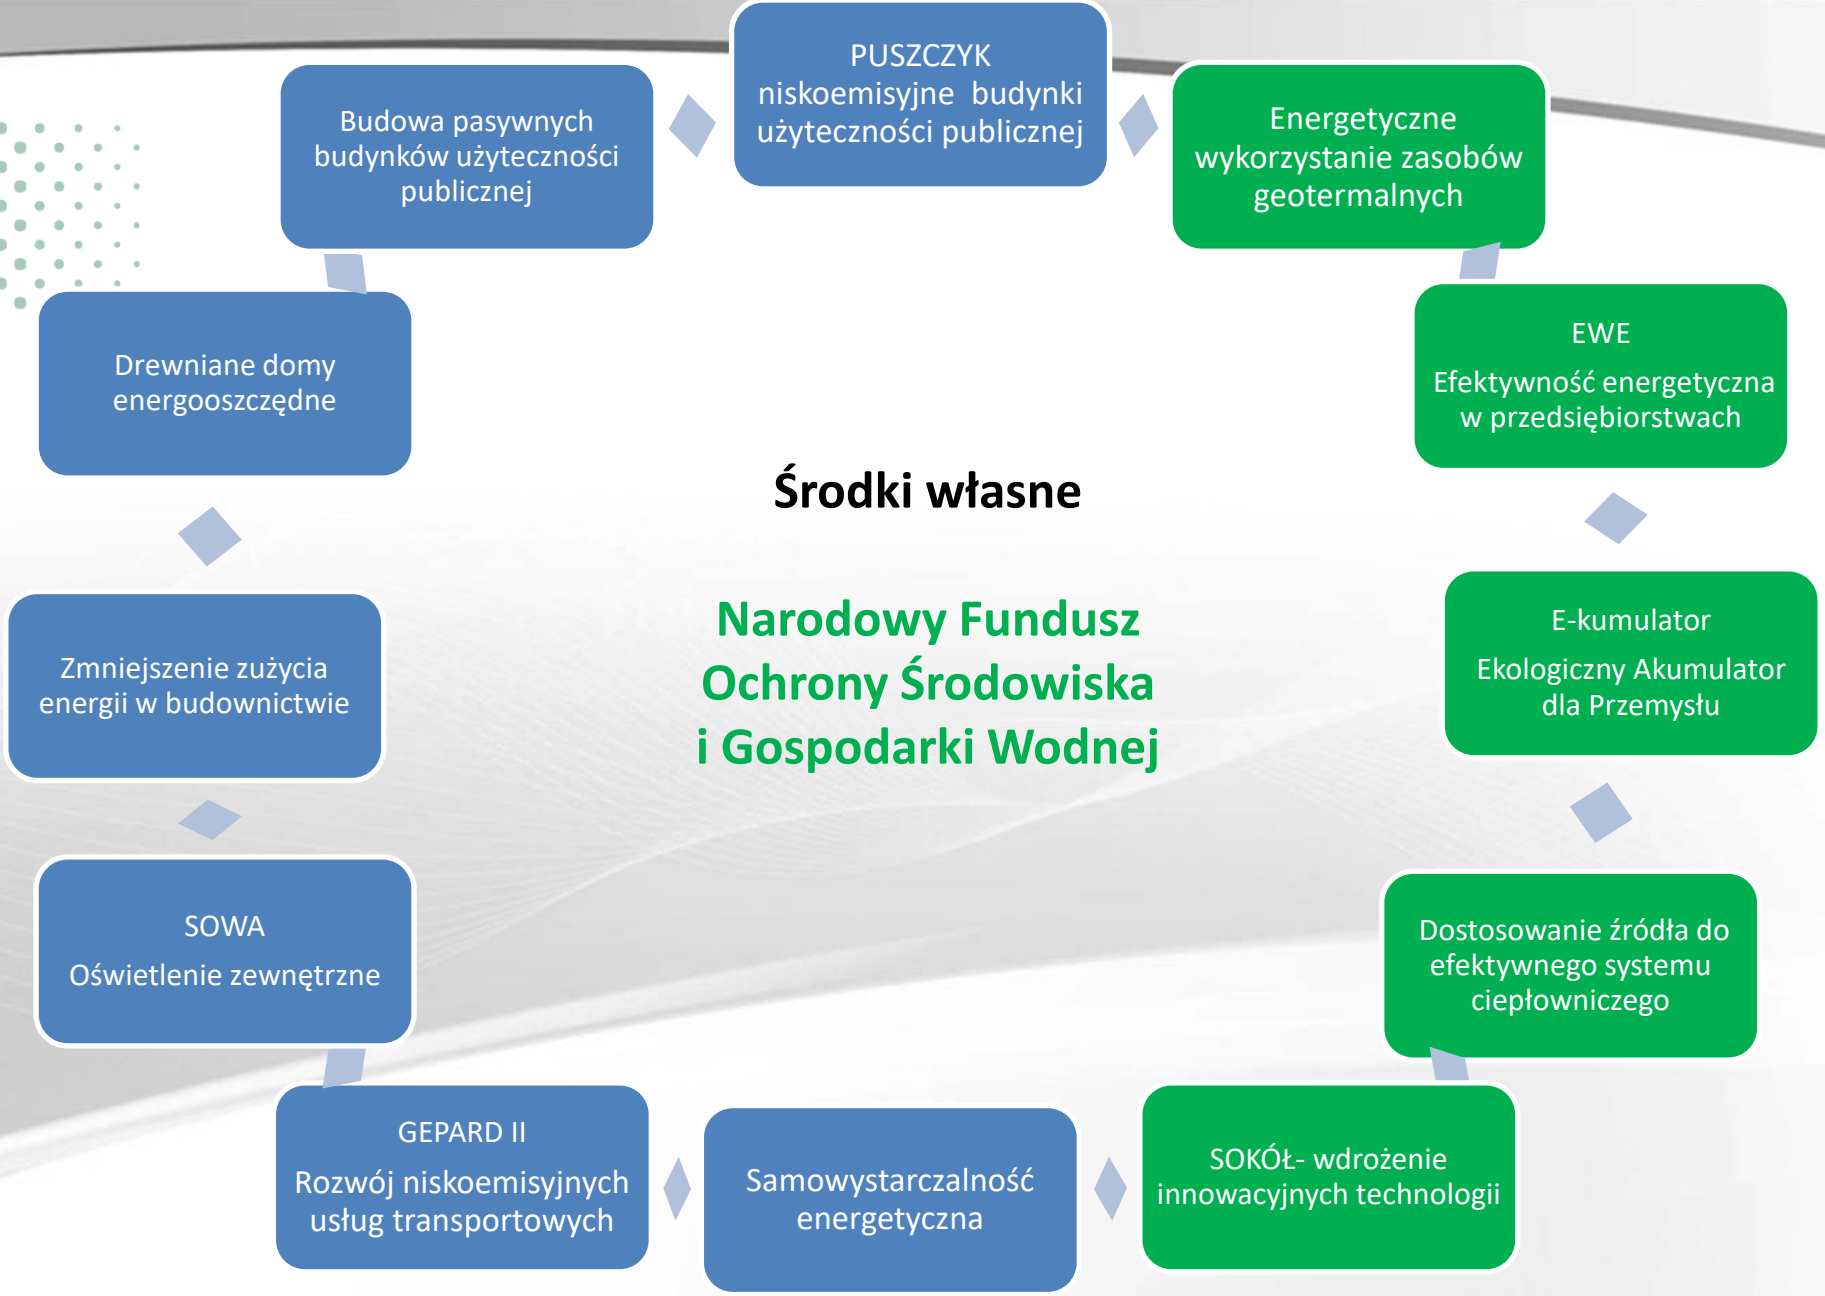 PUSZCZYK
niskoemisyjne budynki
użyteczności publicznej
Energetyczne
wykorzystanie zasobów
geotermalnych
EWE
Efektywność energetyczna
w przedsiębiorstwach
E-kumulator
Ekologiczny Akumulator
dla Przemysłu
Dostosowanie źródła do
efektywnego systemu
ciepłowniczego
SOKÓŁ- wdrożenie
innowacyjnych technologii
Samowystarczalność
energetyczna
GEPARD II
Rozwój niskoemisyjnych
usług transportowych
SOWA
Oświetlenie zewnętrzne
Zmniejszenie zużycia
energii w budownictwie
Drewniane domy
energooszczędne
Budowa pasywnych
budynków użyteczności
publicznej
Środki własne
Narodowy Fundusz
Ochrony Środowiska
i Gospodarki Wodnej